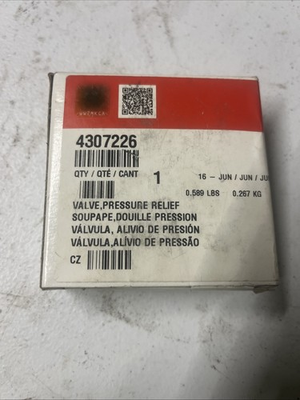 4307226
QTY / QTÉ / CANT 1
16 - JUN / JUN / JU
0.589 LBS 0.267 KG
VALVE,PRESSURE RELIEF
SOUPAPE,DOUILLE PRESSION
VÁLVULA, ALIVIO DE PRESIÓN
VÁLVULA,ALÍVIO DE PRESSÃO
CZ